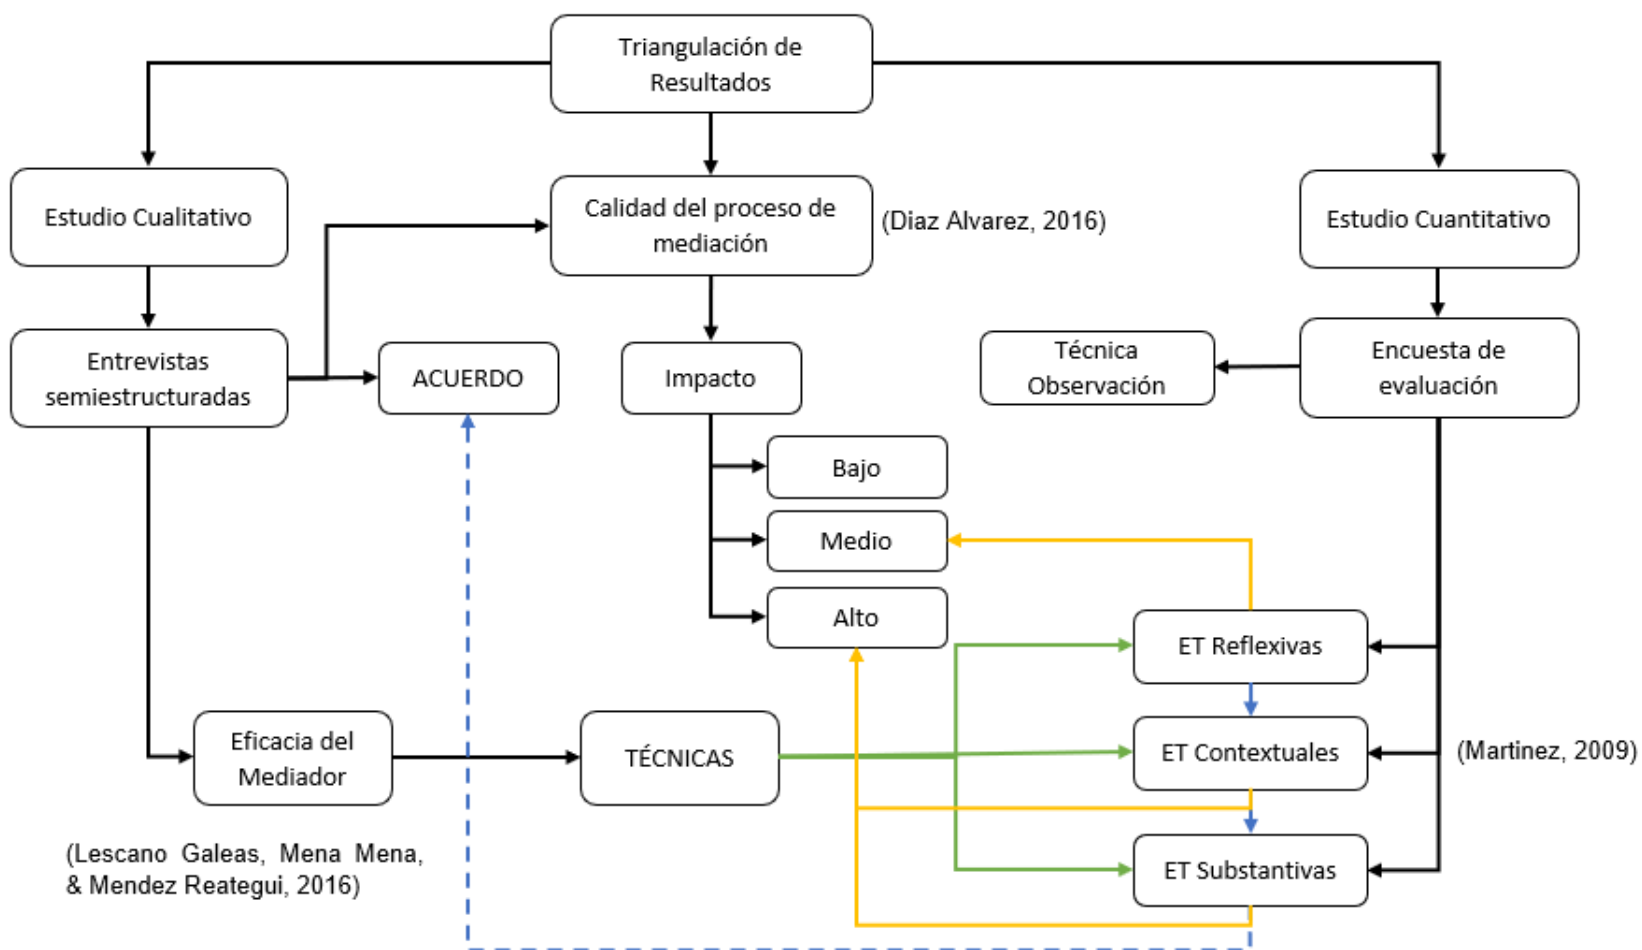 Triangulación de
Resultados
Estudio Cualitativo
Calidad del proceso de
mediación
(Diaz Alvarez, 2016)
Estudio Cuantitativo
Entrevistas
semiestructuradas
ACUERDO
Impacto
Técnica
Observación
Encuesta de
evaluación
Bajo
Medio
Alto
ET Reflexivas
Eficacia del
Mediador
TÉCNICAS
ET Contextuales
(Martinez, 2009)
(Lescano Galeas, Mena Mena,
& Mendez Reategui, 2016)
ET Substantivas